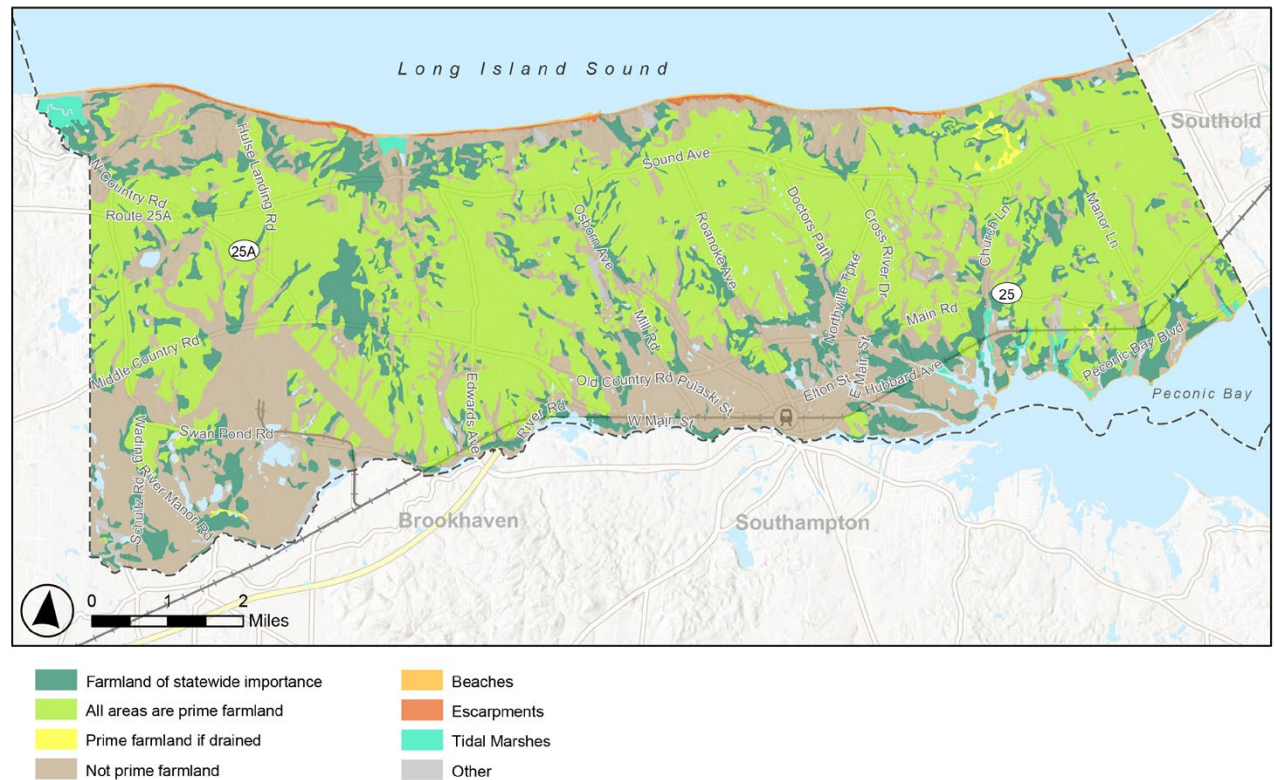 Long Island Sound
Southold
N Country Rd
Route 25A
Hulse Landing Rd
25A
Sound Ave
Osborn Ave
Roanoke Ave
Doctors Path
Cross River Dr
Northville Tpke
Church Ln
Manor Ln
25
Main Rd
Mill Rd
Middle Country Rd
Edwards Ave
Old Country Rd
Pulaski St
Elton St
E Main St
Hubbard Ave
Peconic Bay Blvd
Peconic Bay
River Rd
W Main St
Swan Pond Rd
Wading River Manor Rd
Schultz Rd
Brookhaven
Southampton
0 1 2
Miles
Farmland of statewide importance
All areas are prime farmland
Prime farmland if drained
Not prime farmland
Beaches
Escarpments
Tidal Marshes
Other